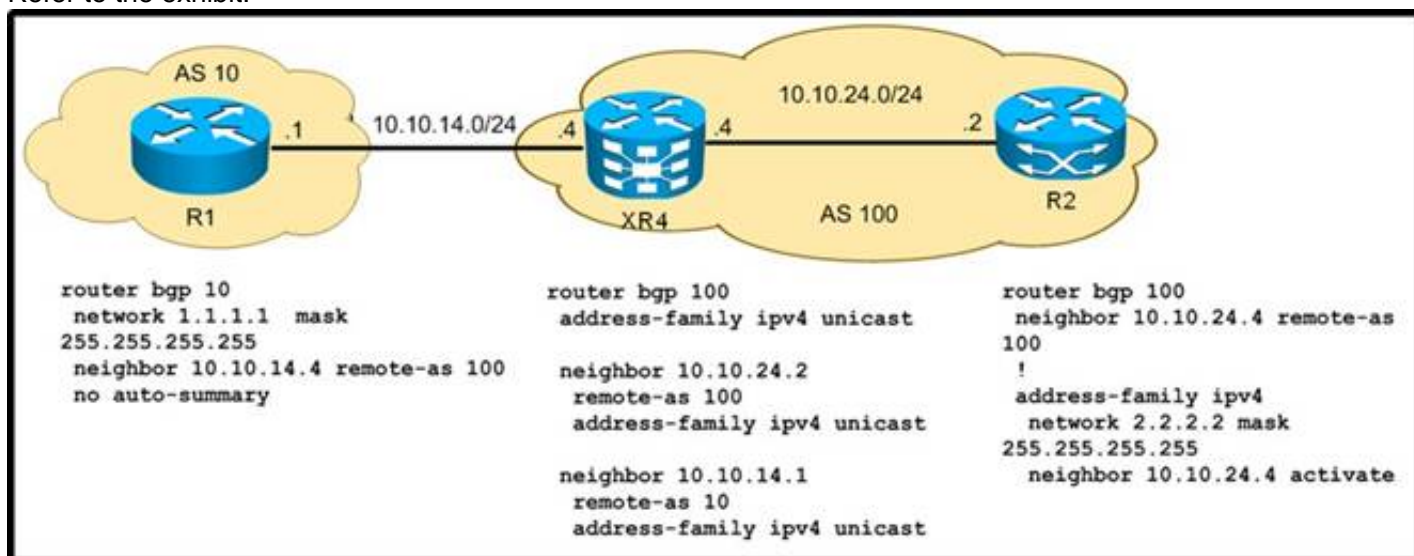 Refer to the exhibit.
AS 10
10.10.24.0/24
.1
10.10.14.0/24
.4
.4
.2
R1
XR4
AS 100
R2
router bgp 10
network 1.1.1.1 mask
255.255.255.255
neighbor 10.10.14.4 remote-as 100
no auto-summary
router bgp 100
address-family ipv4 unicast
neighbor 10.10.24.2
remote-as 100
address-family ipv4 unicast
neighbor 10.10.14.1
remote-as 10
address-family ipv4 unicast
router bgp 100
neighbor 10.10.24.4 remote-as
100
!
address-family ipv4
network 2.2.2.2 mask
255.255.255.255
neighbor 10.10.24.4 activate